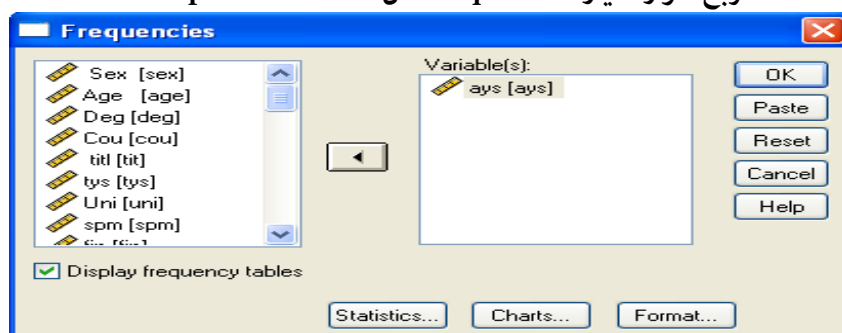 Frequencies
Sex [sex]
Age [age]
Deg [deg]
Cou [cou]
titl [tit]
tys [tys]
Uni [uni]
spm [spm]
Variable(s):
ays [ays]
OK
Paste
Reset
Cancel
Help
Display frequency tables
Statistics...
Charts...
Format...